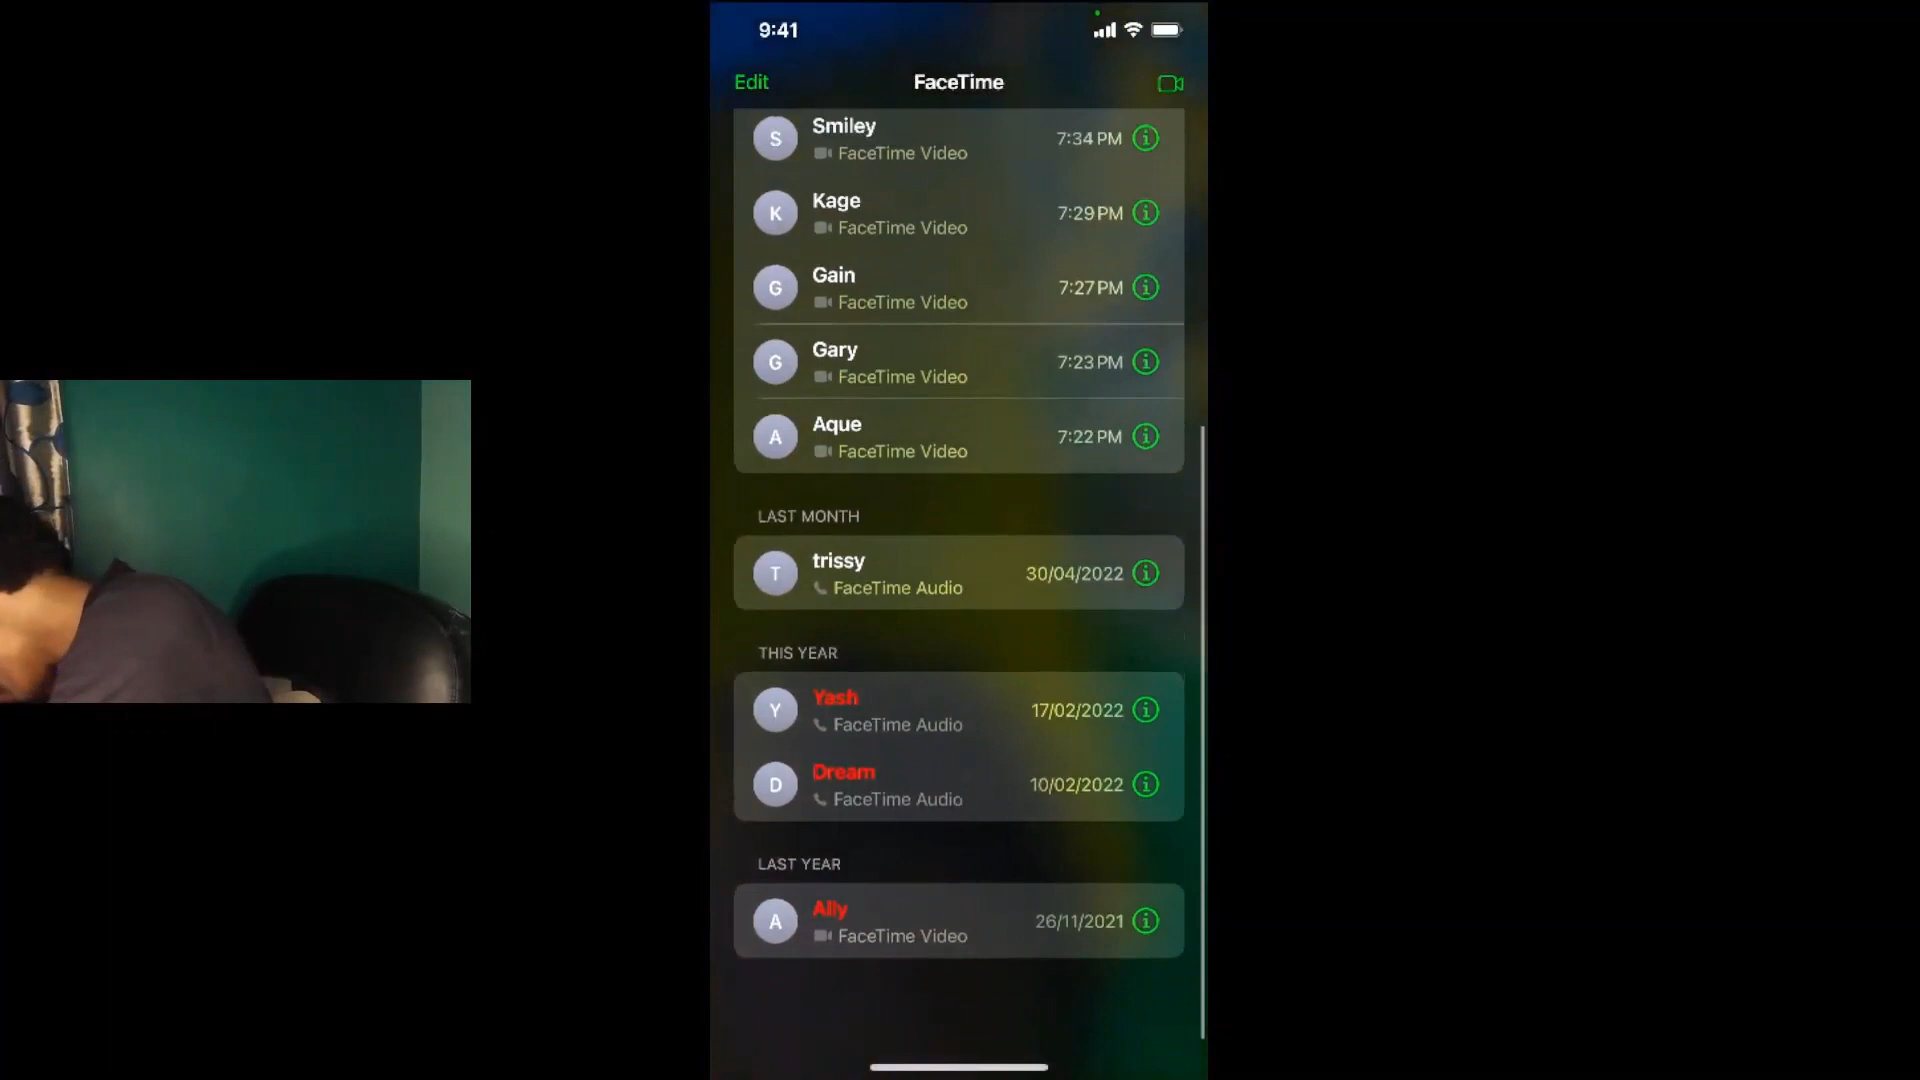 9:41
Edit
FaceTime
S
Smiley
FaceTime Video
7:34 PM
K
Kage
FaceTime Video
7:29 PM
G
Gain
FaceTime Video
7:27 PM
G
Gary
FaceTime Video
7:23 PM
A
Aque
FaceTime Video
7:22 PM
LAST MONTH
T
trissy
FaceTime Audio
30/04/2022
THIS YEAR
Y
Yash
FaceTime Audio
17/02/2022
D
Dream
FaceTime Audio
10/02/2022
LAST YEAR
A
Ally
FaceTime Video
26/11/2021